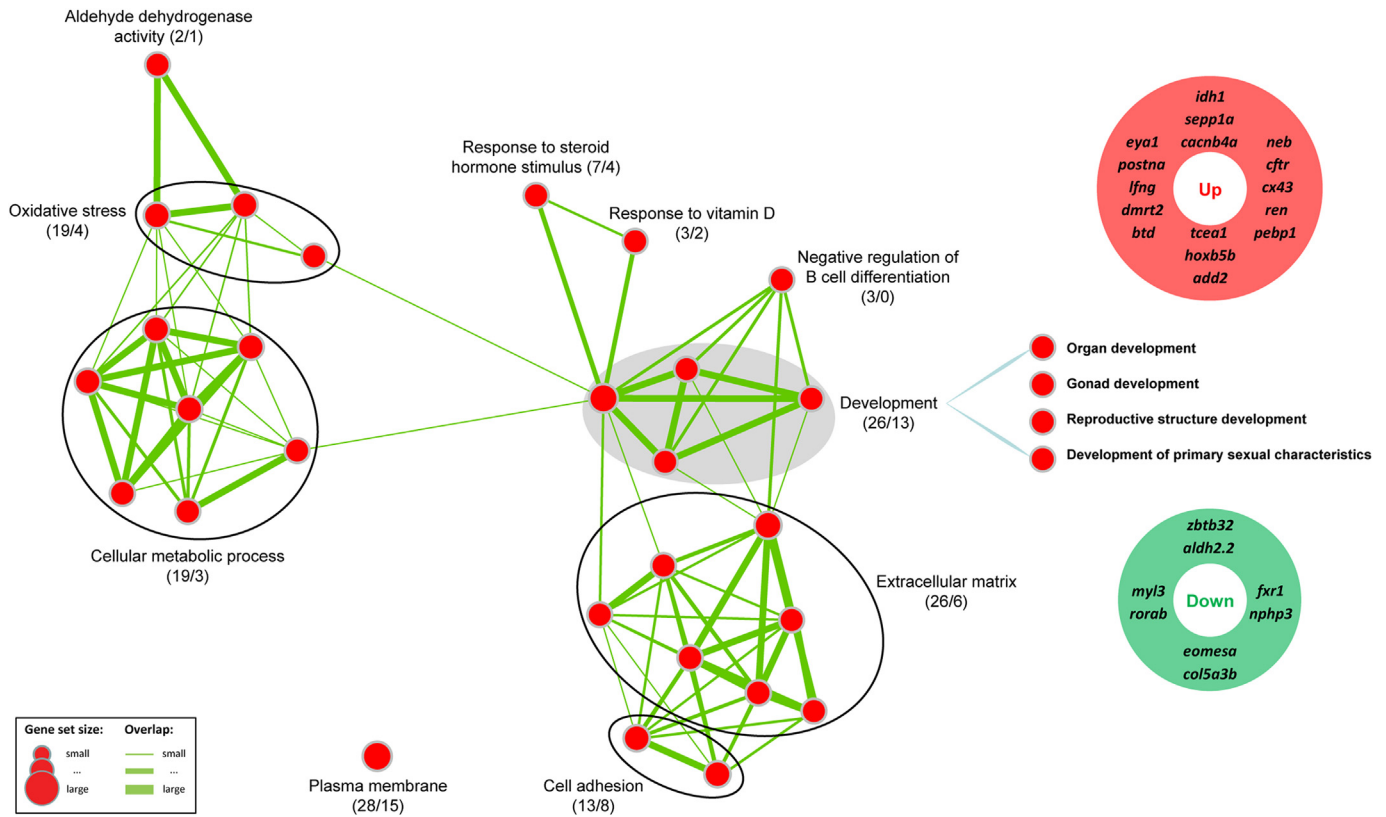 Aldehyde dehydrogenase
activity (2/1)
Oxidative stress
(19/4)
Cellular metabolic process
(19/3)
Response to steroid
hormone stimulus (7/4)
Response to vitamin D
(3/2)
Negative regulation of
B cell differentiation
(3/0)
Development
(26/13)
Extracellular matrix
(26/6)
Cell adhesion
(13/8)
Plasma membrane
(28/15)
Gene set size: Overlap:
small small
... ...
large large
idh1
sepp1a
eya1 cacnb4a neb
postna cftr
lfng Up cx43
dmrt2 ren
btd tcea1 pebp1
hoxb5b
add2
Organ development
Gonad development
Reproductive structure development
Development of primary sexual characteristics
zbtb32
aldh2.2
myl3 fxr1
Down
rorab nphp3
eomesa
col5a3b